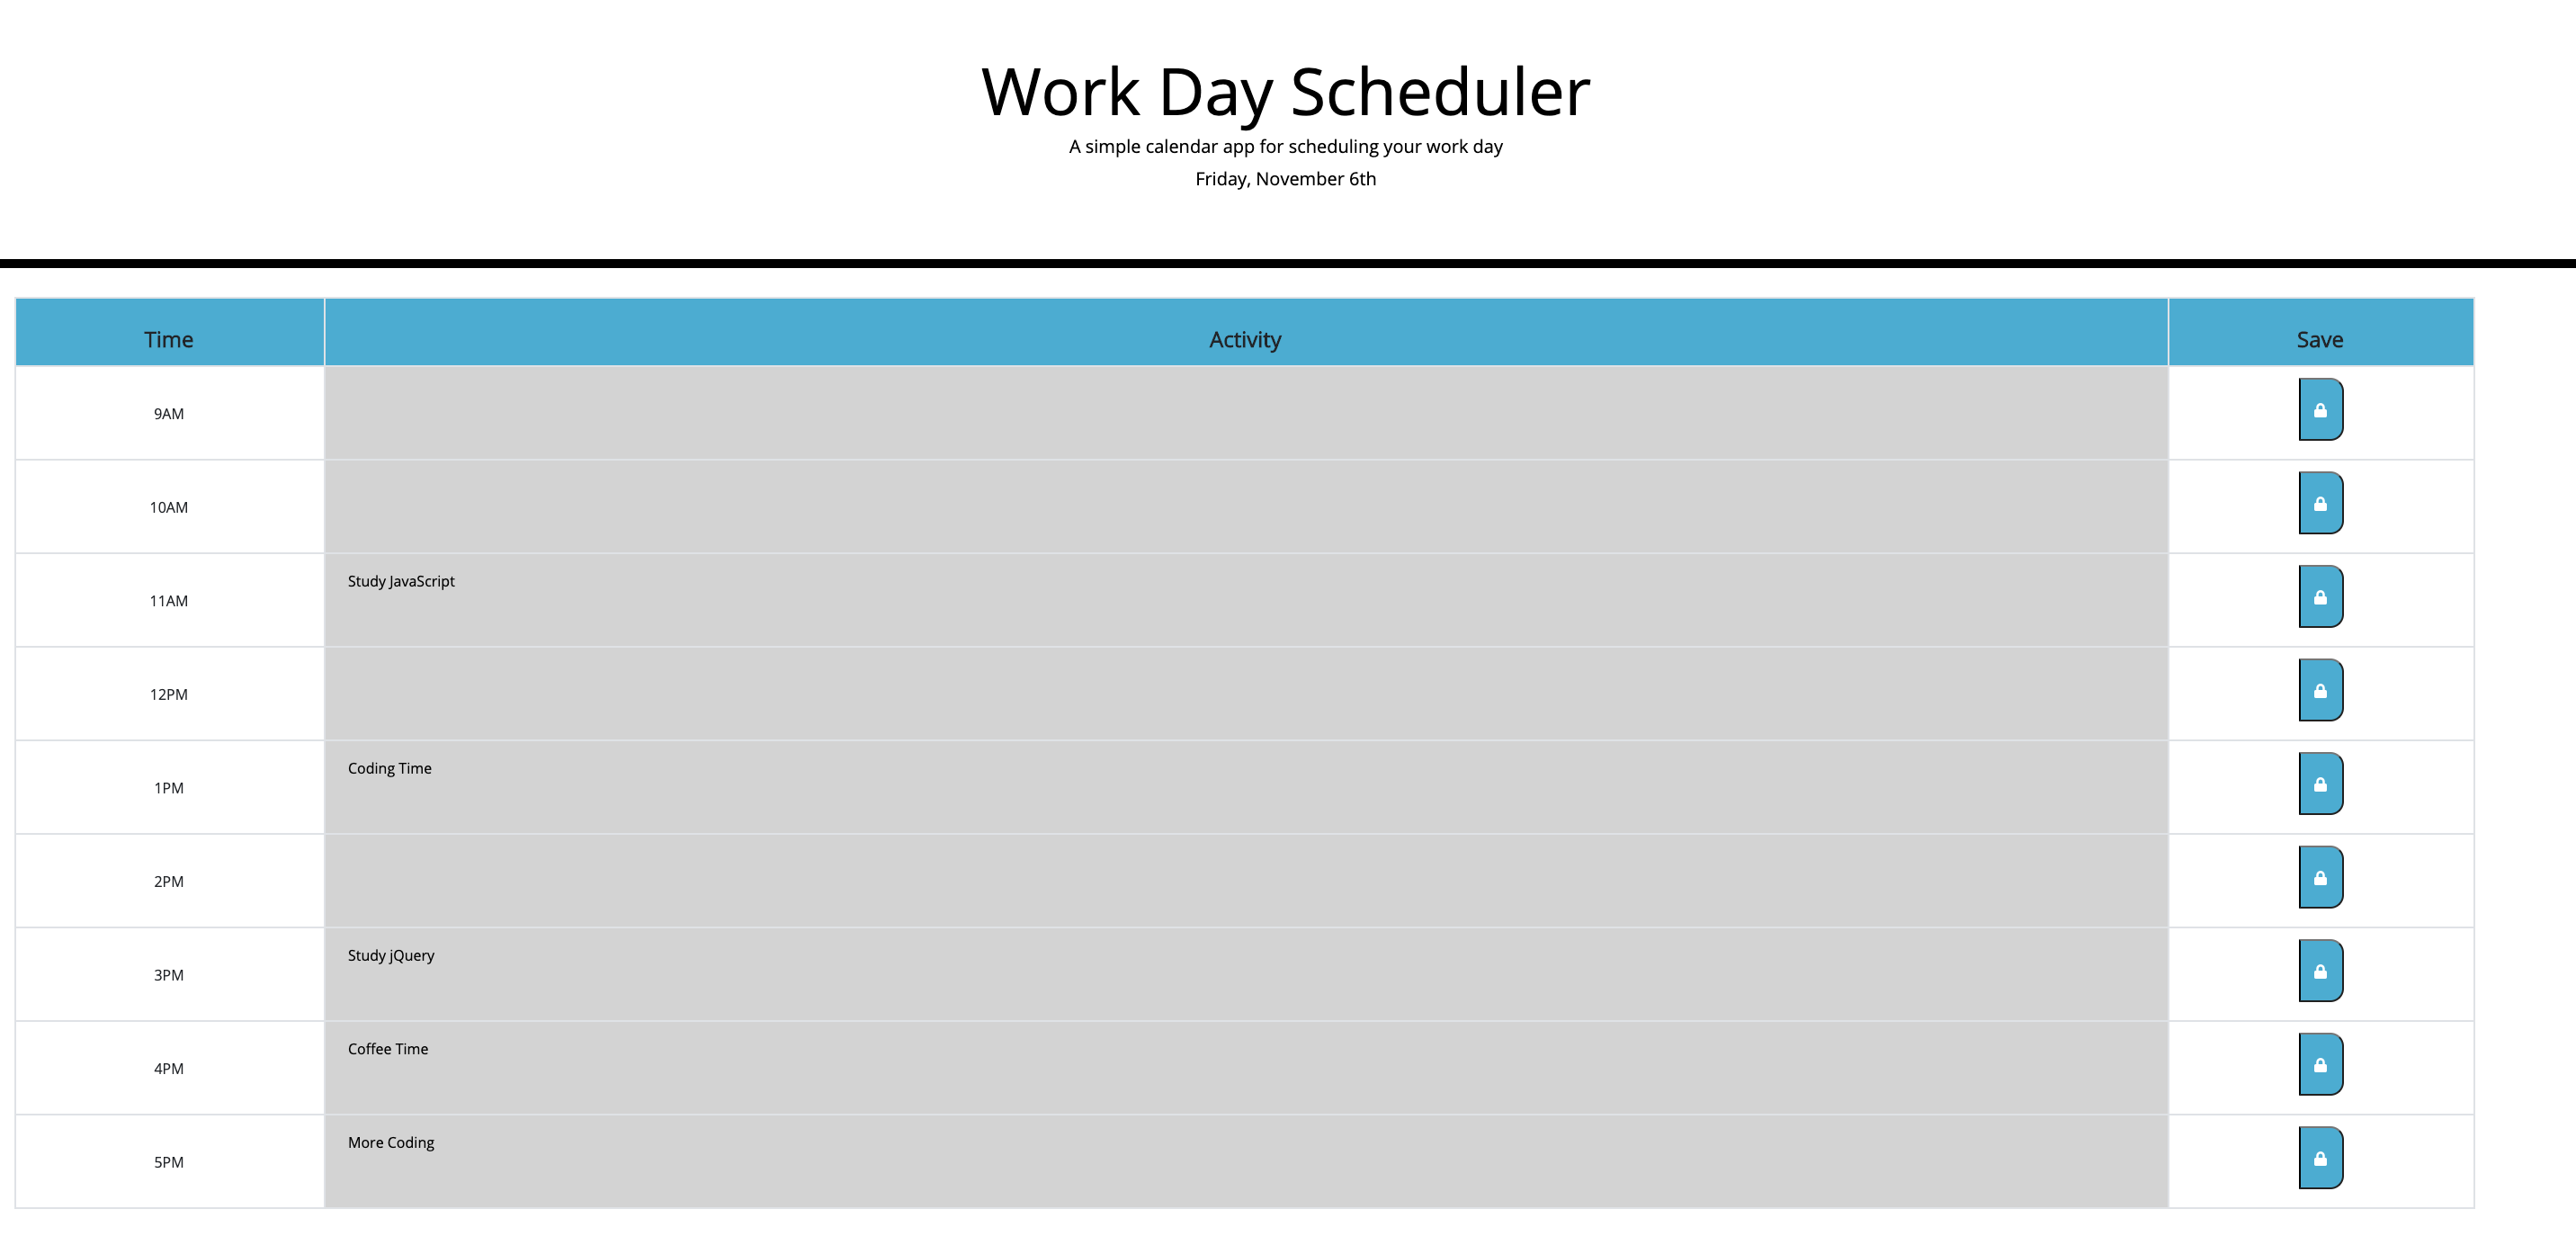 Work Day Scheduler
A simple calendar app for scheduling your work day
Friday, November 6th
Time Activity Save
9AM
10AM
11AM Study JavaScript
12PM
1PM Coding Time
2PM
3PM Study jQuery
4PM Coffee Time
5PM More Coding